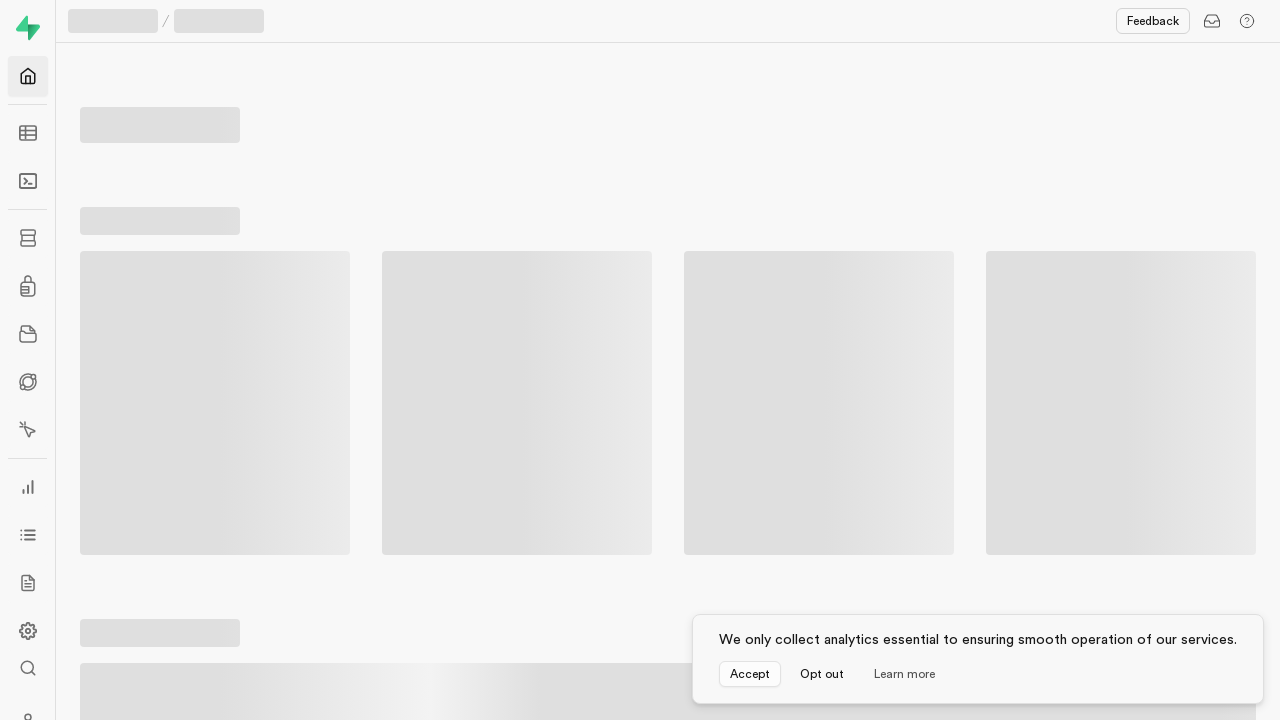 /
Feedback
We only collect analytics essential to ensuring smooth operation of our services.
Accept Opt out Learn more